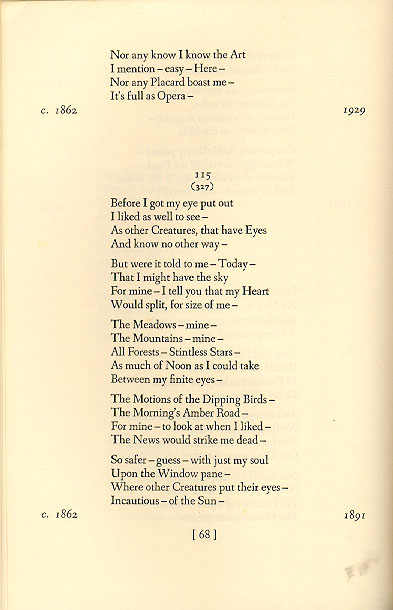 Nor any know I know the Art
I mention – easy – Here –
Nor any Placard boast me –
It's full as Opera –
c. 1862 1929
115
(327)
Before I got my eye put out
I liked as well to see –
As other Creatures, that have Eyes
And know no other way –
But were it told to me – Today –
That I might have the sky
For mine – I tell you that my Heart
Would split, for size of me –
The Meadows – mine –
The Mountains – mine –
All Forests – Stintless Stars –
As much of Noon as I could take
Between my finite eyes –
The Motions of the Dipping Birds –
The Morning's Amber Road –
For mine – to look at when I liked –
The News would strike me dead –
So safer – guess – with just my soul
Upon the Window pane –
Where other Creatures put their eyes –
Incautious – of the Sun –
c. 1862 1891
[ 68 ]